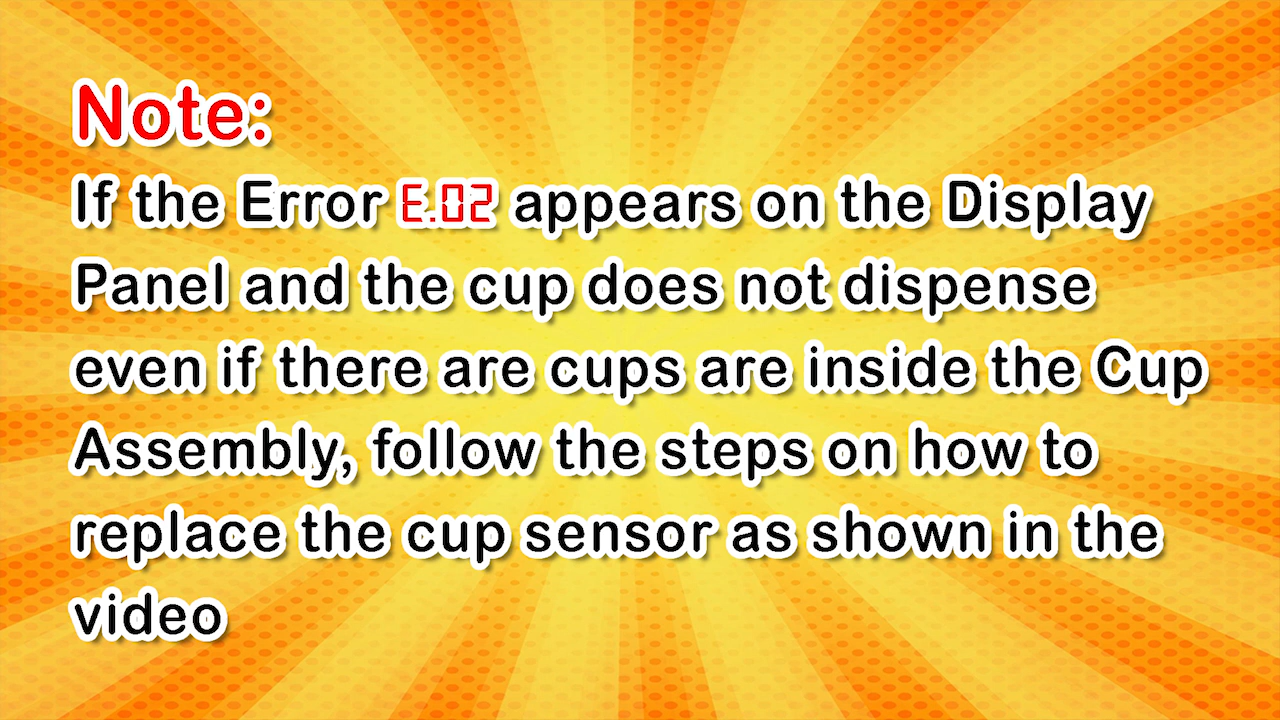 Note:
If the Error E.02 appears on the Display
Panel and the cup does not dispense
even if there are cups are inside the Cup
Assembly, follow the steps on how to
replace the cup sensor as shown in the
video